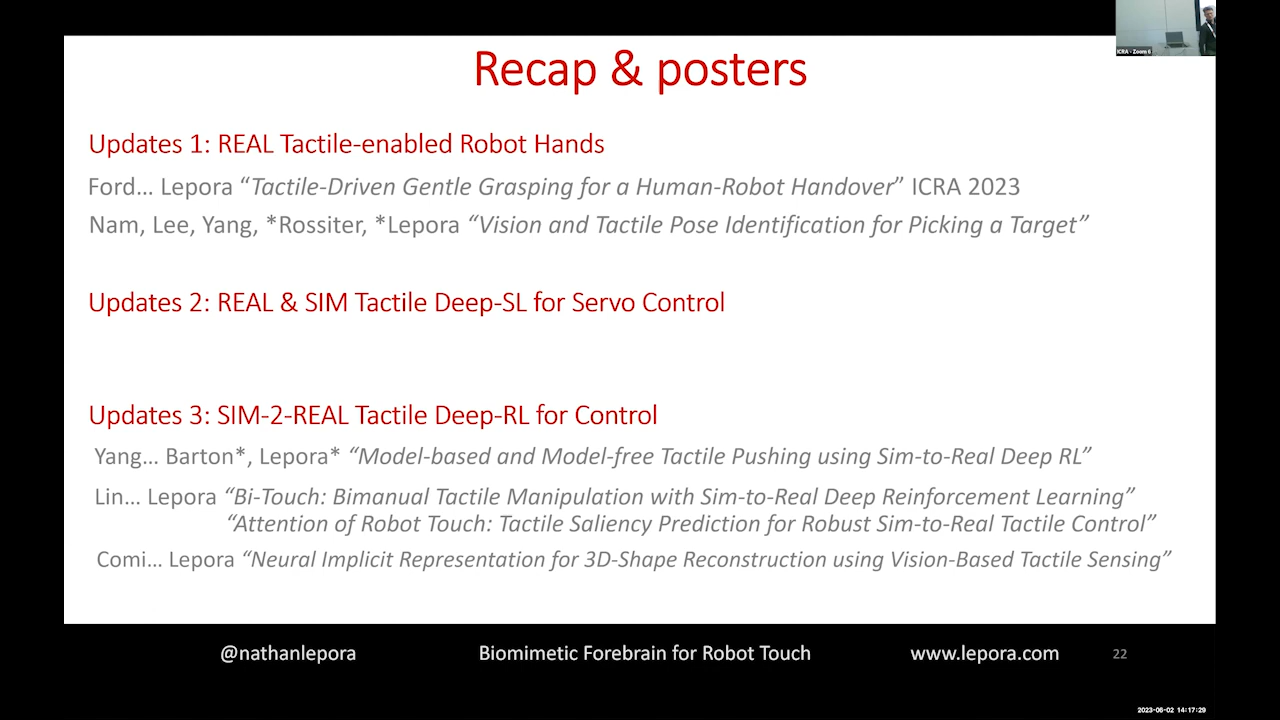 ICRA - Zoom 6
Recap & posters
Updates 1: REAL Tactile-enabled Robot Hands
Ford... Lepora “Tactile-Driven Gentle Grasping for a Human-Robot Handover” ICRA 2023
Nam, Lee, Yang, *Rossiter, *Lepora “Vision and Tactile Pose Identification for Picking a Target”
Updates 2: REAL & SIM Tactile Deep-SL for Servo Control
Updates 3: SIM-2-REAL Tactile Deep-RL for Control
Yang... Barton*, Lepora* “Model-based and Model-free Tactile Pushing using Sim-to-Real Deep RL”
Lin... Lepora “Bi-Touch: Bimanual Tactile Manipulation with Sim-to-Real Deep Reinforcement Learning”
“Attention of Robot Touch: Tactile Saliency Prediction for Robust Sim-to-Real Tactile Control”
Comi... Lepora “Neural Implicit Representation for 3D-Shape Reconstruction using Vision-Based Tactile Sensing”
@nathanlepora Biomimetic Forebrain for Robot Touch www.lepora.com 22
2023-06-02 14:17:29